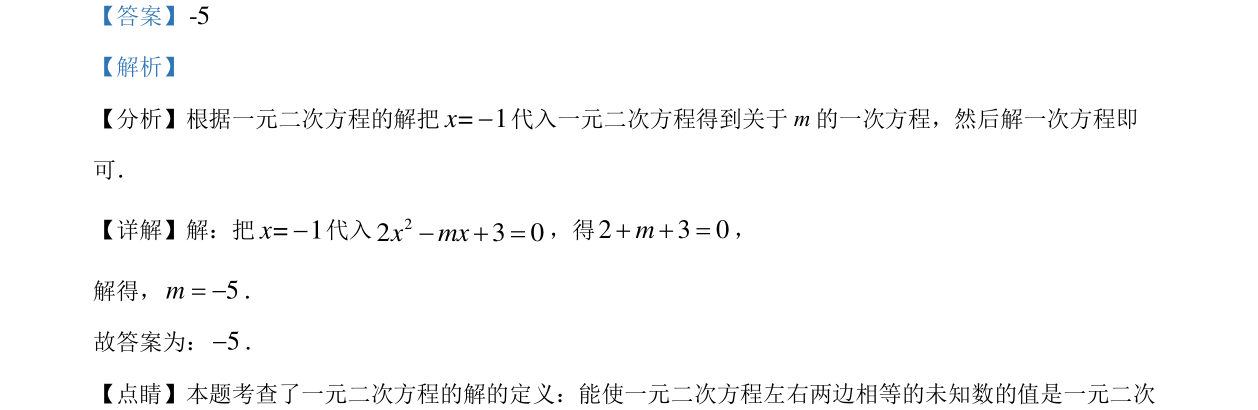 【答案】-5
【解析】
【分析】根据一元二次方程的解把 x= −1代入一元二次方程得到关于 m 的一次方程，然后解一次方程即
可．
【详解】解：把 x= −1代入 2x² − mx + 3 = 0，得 2 + m + 3 = 0，
解得，m = −5．
故答案为：−5．
【点睛】本题考查了一元二次方程的解的定义：能使一元二次方程左右两边相等的未知数的值是一元二次